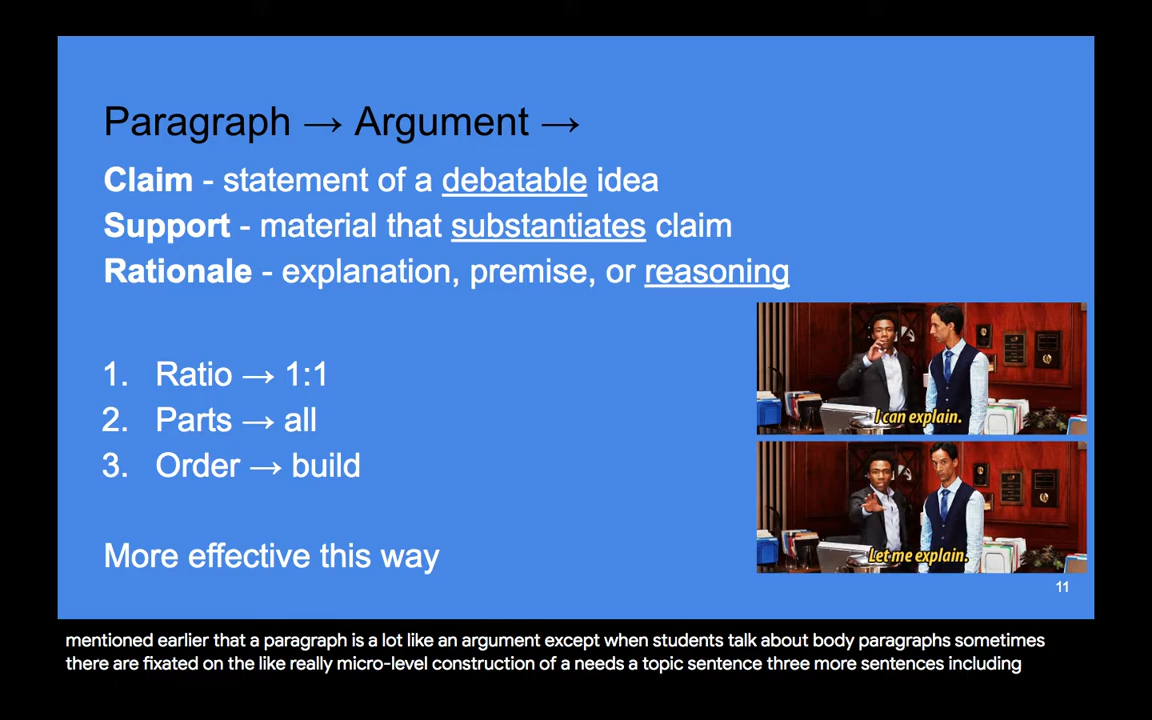 Paragraph → Argument →
Claim - statement of a debatable idea
Support - material that substantiates claim
Rationale - explanation, premise, or reasoning
1. Ratio → 1:1
2. Parts → all
3. Order → build
More effective this way
I can explain.
Let me explain.
11
mentioned earlier that a paragraph is a lot like an argument except when students talk about body paragraphs sometimes
there are fixated on the like really micro-level construction of a needs a topic sentence three more sentences including